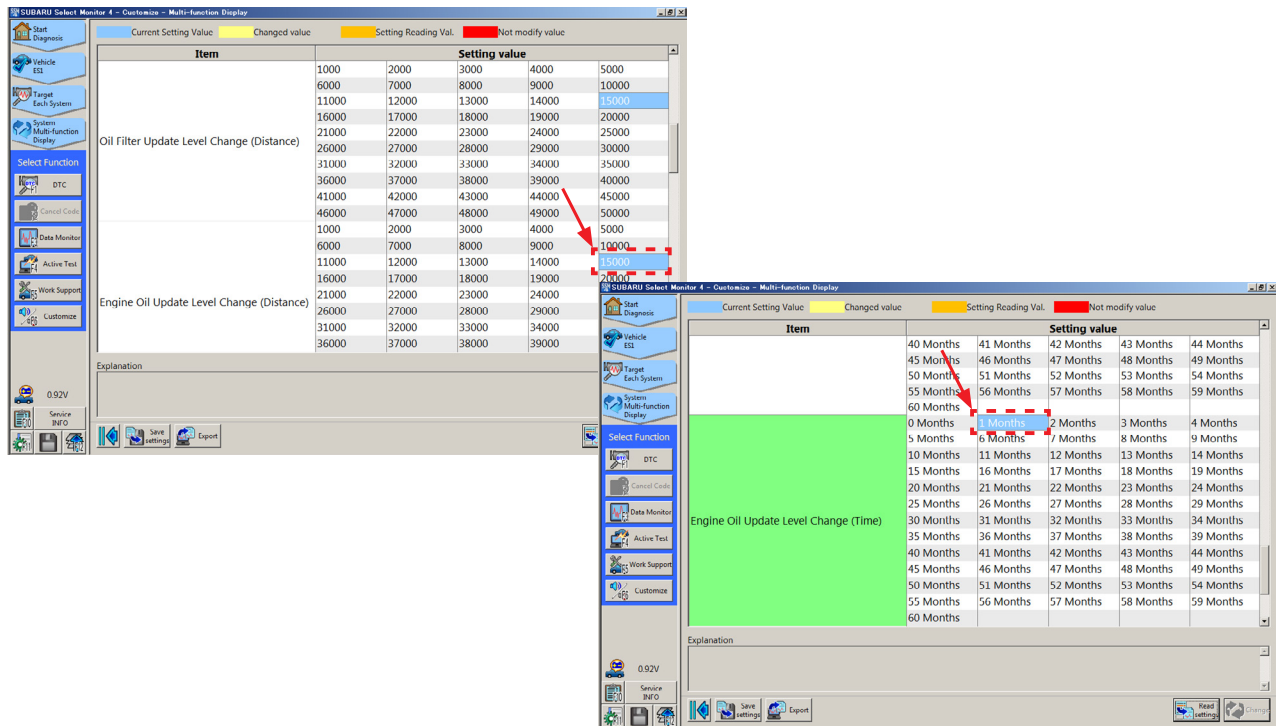 SUBARU Select Monitor 4 - Customize - Multi-function Display
Start
Diagnosis
Vehicle
ES1
Target
Each System
System
Multi-function
Display
Select Function
DTC
F1
Cancel Code
Data Monitor
F3
Active Test
F4
Work Support
F5
Customize
F6
0.92V
Service
INFO
Current Setting Value Changed value Setting Reading Val. Not modify value
Item Setting value
Oil Filter Update Level Change (Distance)
1000 2000 3000 4000 5000
6000 7000 8000 9000 10000
11000 12000 13000 14000 15000
16000 17000 18000 19000 20000
21000 22000 23000 24000 25000
26000 27000 28000 29000 30000
31000 32000 33000 34000 35000
36000 37000 38000 39000 40000
41000 42000 43000 44000 45000
46000 47000 48000 49000 50000
Engine Oil Update Level Change (Distance)
1000 2000 3000 4000 5000
6000 7000 8000 9000 10000
11000 12000 13000 14000 15000
16000 17000 18000 19000 20000
21000 22000 23000 24000
26000 27000 28000 29000
31000 32000 33000 34000
36000 37000 38000 39000
Explanation
Save
settings
Export
SUBARU Select Monitor 4 - Customize - Multi-function Display
Start
Diagnosis
Vehicle
ES1
Target
Each System
System
Multi-function
Display
Select Function
DTC
F1
Cancel Code
Data Monitor
F3
Active Test
F4
Work Support
F5
Customize
F6
0.92V
Service
INFO
Current Setting Value Changed value Setting Reading Val. Not modify value
Item Setting value
40 Months 41 Months 42 Months 43 Months 44 Months
45 Months 46 Months 47 Months 48 Months 49 Months
50 Months 51 Months 52 Months 53 Months 54 Months
55 Months 56 Months 57 Months 58 Months 59 Months
60 Months
Engine Oil Update Level Change (Time)
0 Months 1 Months 2 Months 3 Months 4 Months
5 Months 6 Months 7 Months 8 Months 9 Months
10 Months 11 Months 12 Months 13 Months 14 Months
15 Months 16 Months 17 Months 18 Months 19 Months
20 Months 21 Months 22 Months 23 Months 24 Months
25 Months 26 Months 27 Months 28 Months 29 Months
30 Months 31 Months 32 Months 33 Months 34 Months
35 Months 36 Months 37 Months 38 Months 39 Months
40 Months 41 Months 42 Months 43 Months 44 Months
45 Months 46 Months 47 Months 48 Months 49 Months
50 Months 51 Months 52 Months 53 Months 54 Months
55 Months 56 Months 57 Months 58 Months 59 Months
60 Months
Explanation
Save
settings
Export
Read
settings
Change